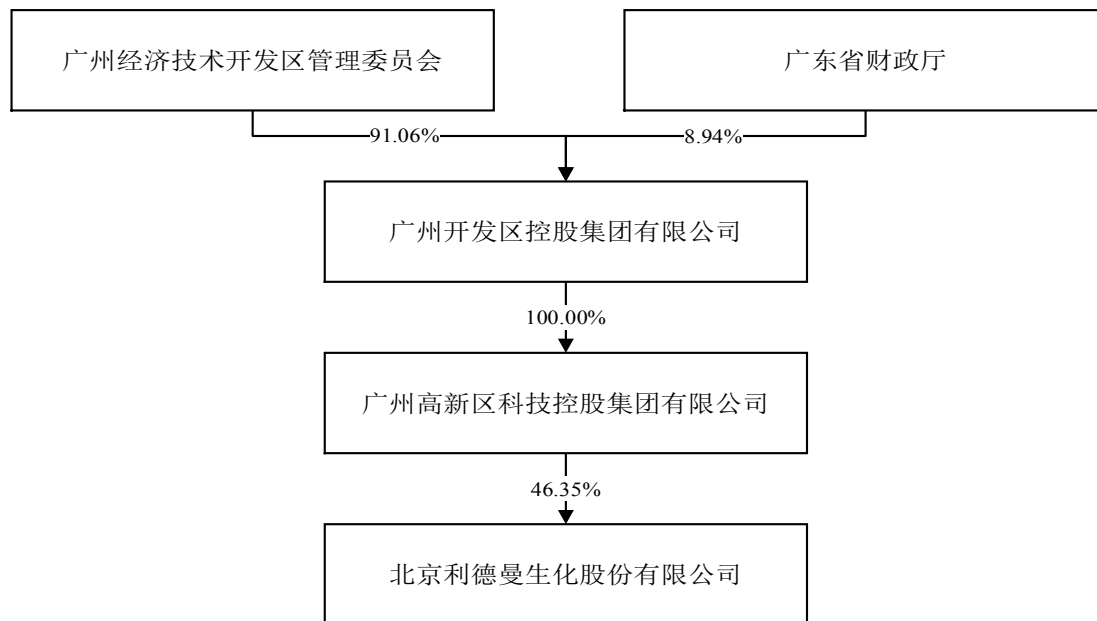 广州经济技术开发区管理委员会
广东省财政厅
91.06%
8.94%
广州开发区控股集团有限公司
100.00%
广州高新区科技控股集团有限公司
46.35%
北京利德曼生化股份有限公司